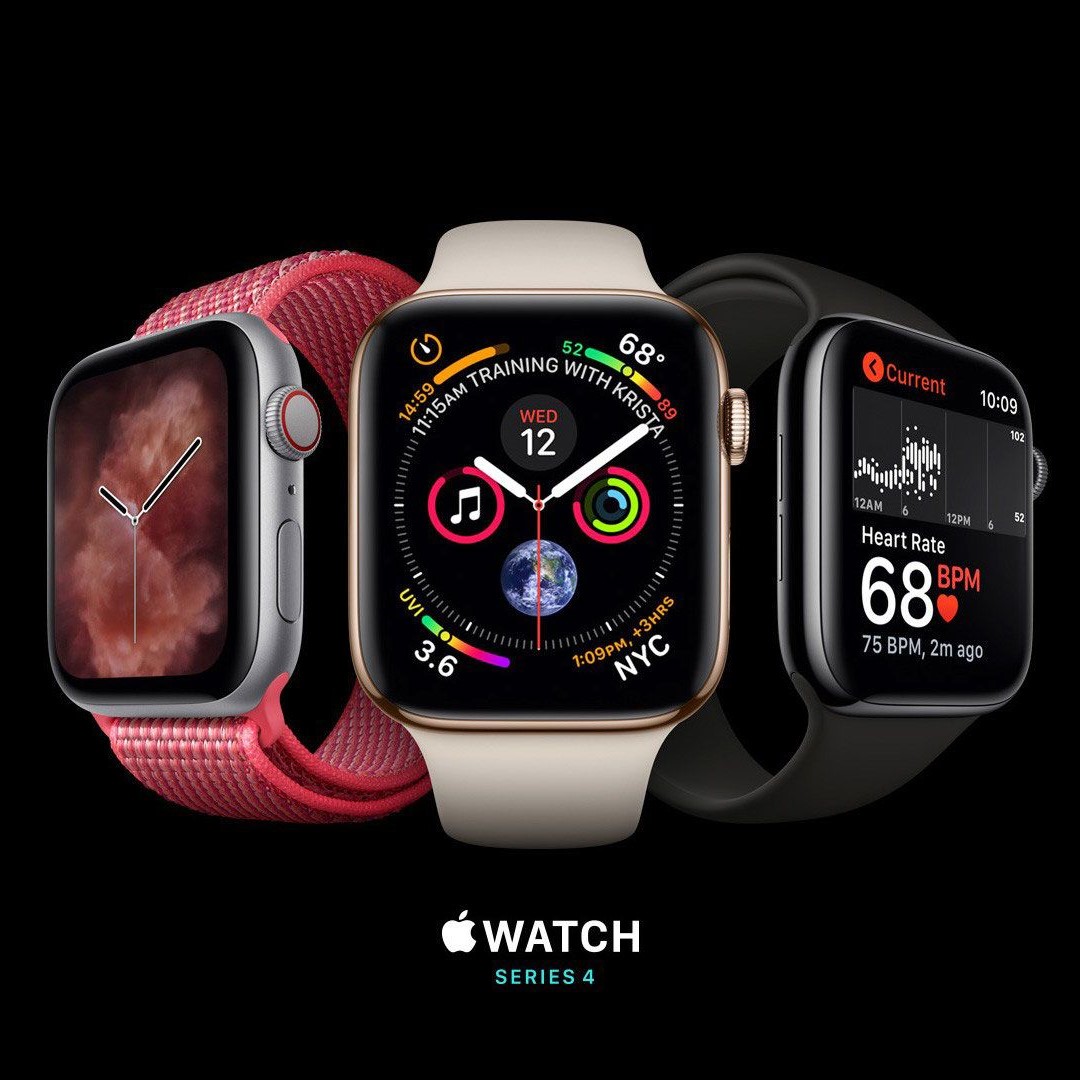 14:59
11:15AM TRAINING WITH KRISTA
52
68°
89
WED
12
UVI
3.6
1:09PM, +3HRS
NYC
Current
10:09
102
52
12AM 6 12PM 6
Heart Rate
68 BPM
75 BPM, 2m ago
WATCH
SERIES 4